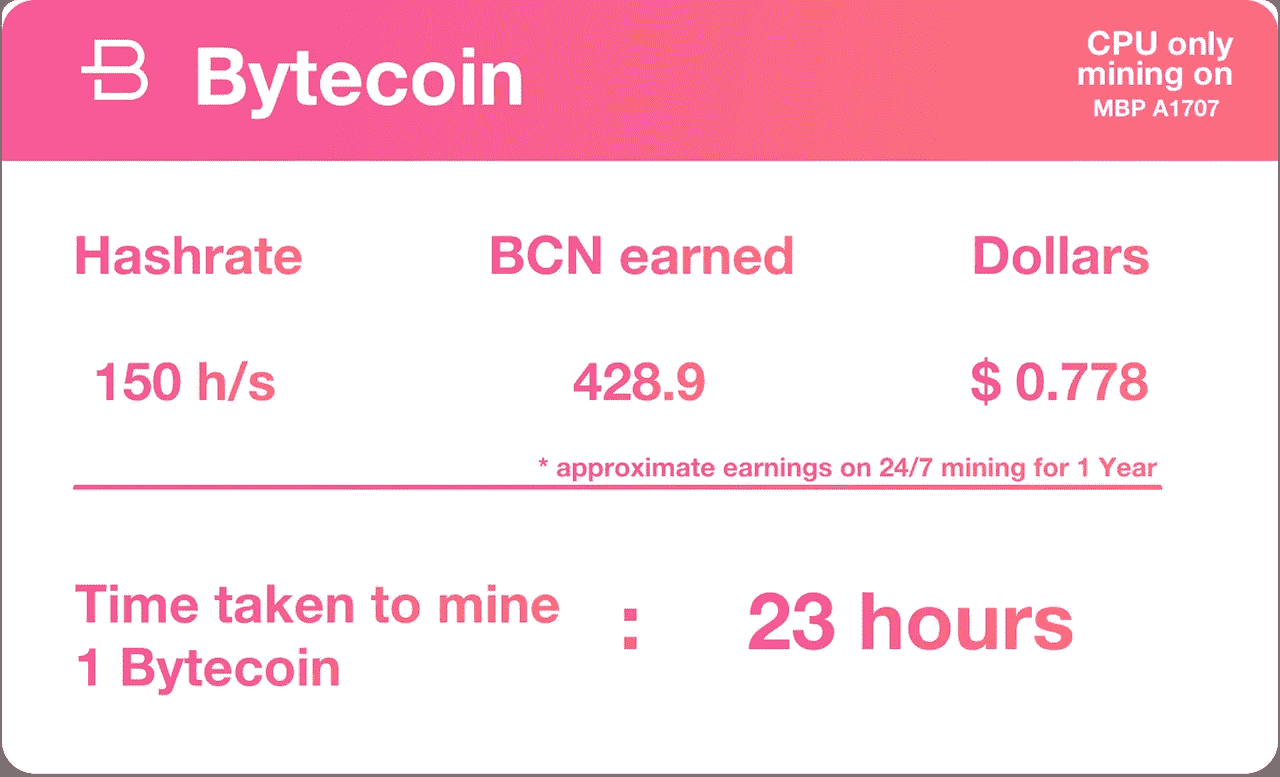 Bytecoin
CPU only
mining on
MBP A1707
Hashrate
BCN earned
Dollars
150 h/s
428.9
$ 0.778
* approximate earnings on 24/7 mining for 1 Year
Time taken to mine
1 Bytecoin
:
23 hours